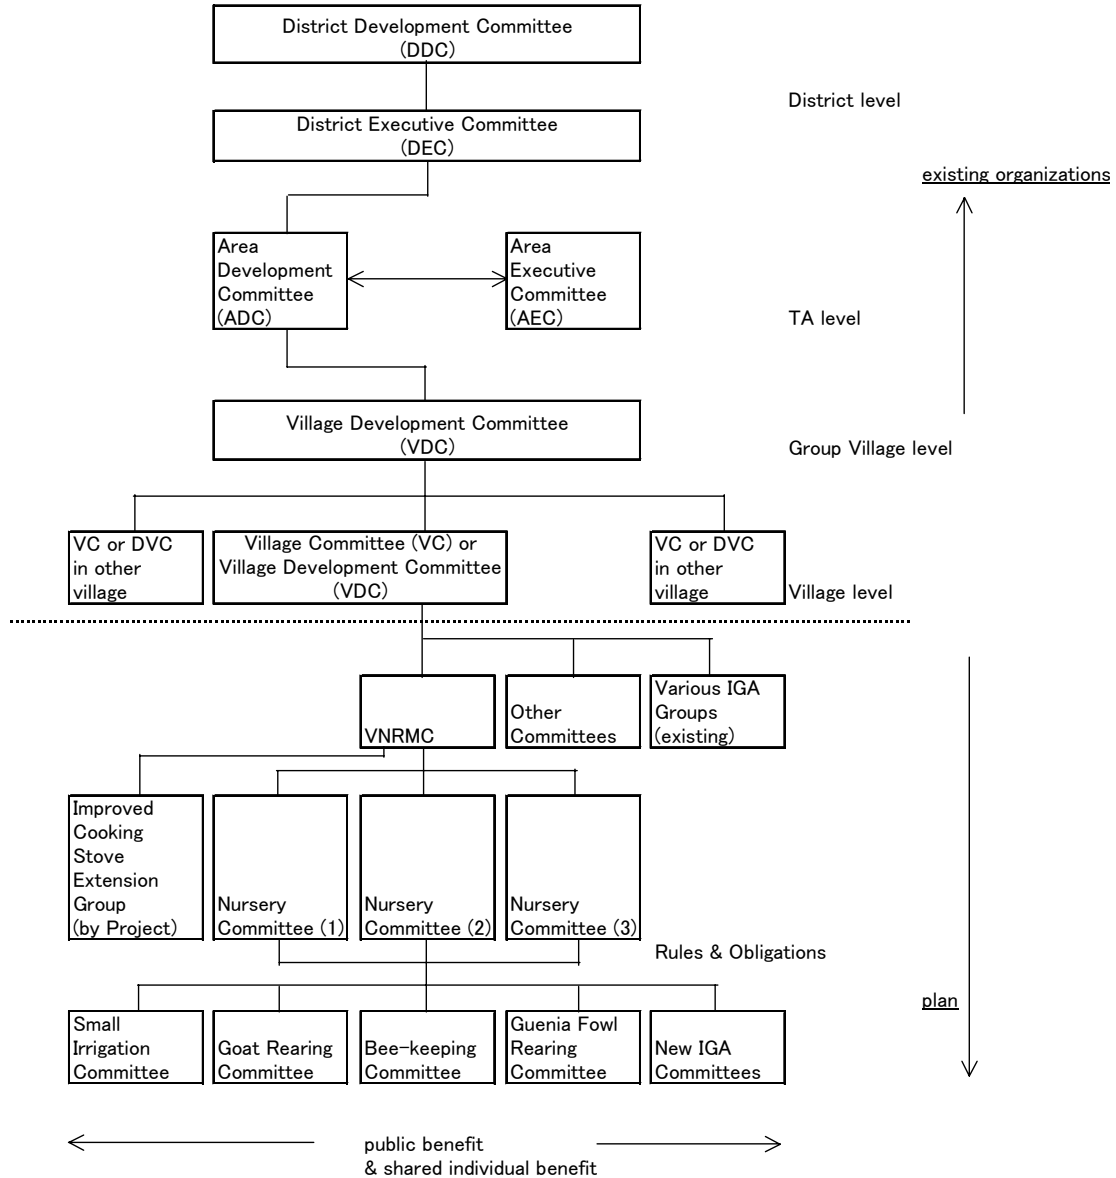 District Development Committee
(DDC)
District level
District Executive Committee
(DEC)
existing organizations
Area
Development
Committee
(ADC)
Area
Executive
Committee
(AEC)
TA level
Village Development Committee
(VDC)
Group Village level
VC or DVC
in other
village
Village Committee (VC) or
Village Development Committee
(VDC)
VC or DVC
in other
village
Village level
VNRMC
Other
Committees
Various IGA
Groups
(existing)
Improved
Cooking
Stove
Extension
Group
(by Project)
Nursery
Committee (1)
Nursery
Committee (2)
Nursery
Committee (3)
Rules & Obligations
plan
Small
Irrigation
Committee
Goat Rearing
Committee
Bee-keeping
Committee
Guenia Fowl
Rearing
Committee
New IGA
Committees
public benefit
& shared individual benefit